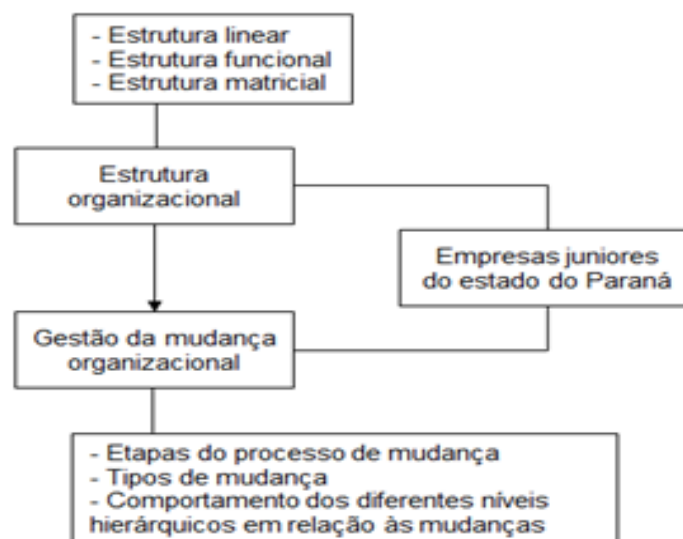 - Estrutura linear
- Estrutura funcional
- Estrutura matricial
Estrutura
organizacional
Empresas juniores
do estado do Paraná
Gestão da mudança
organizacional
- Etapas do processo de mudança
- Tipos de mudança
- Comportamento dos diferentes níveis
hierárquicos em relação às mudanças